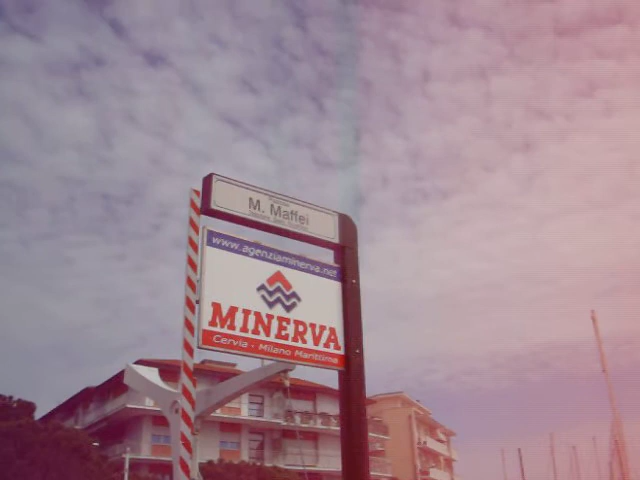 M. Maffei
www.agenziaminerva.net
MINERVA
Cervia - Milano Marittima